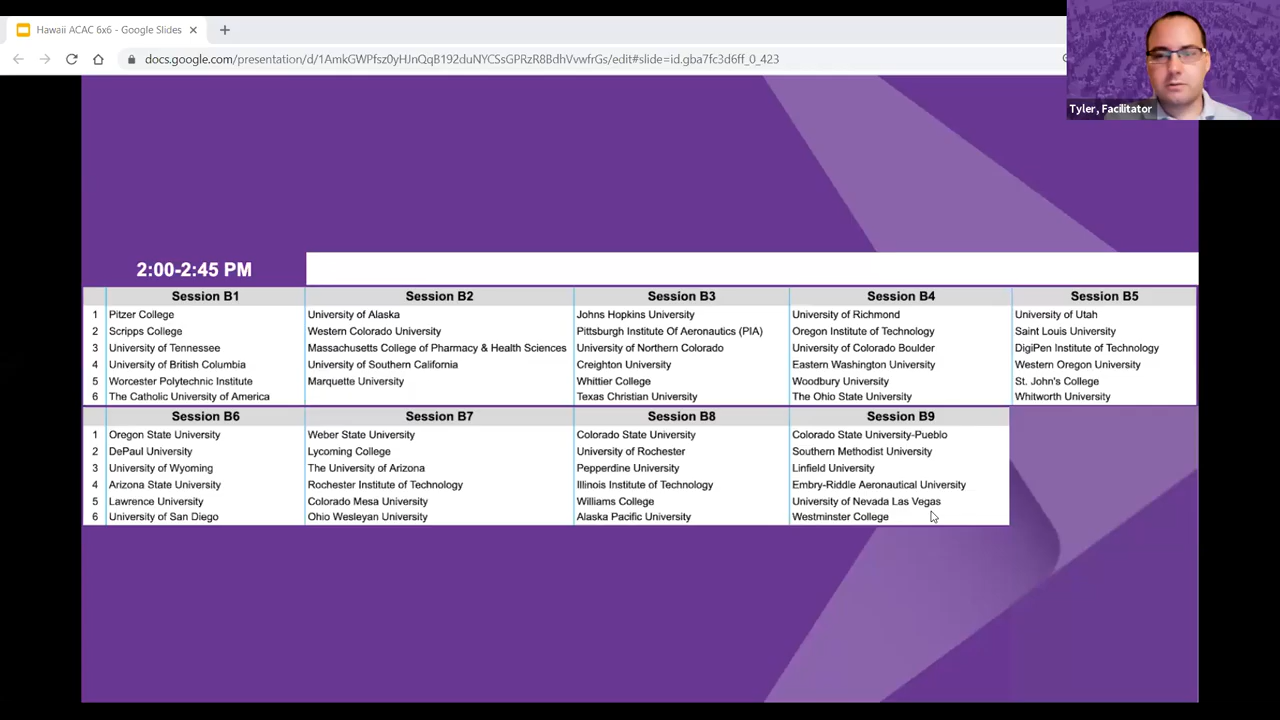 Hawaii ACAC 6x6 - Google Slides
docs.google.com/presentation/d/1AmkGWPfsz0yHJnQqB192duNYCSsGPRzR8BdhVvwfrGs/edit#slide=id.gba7fc3d6ff_0_423
Tyler, Facilitator
2:00-2:45 PM
Session B1 Session B2 Session B3 Session B4 Session B5
1 Pitzer College University of Alaska Johns Hopkins University University of Richmond University of Utah
2 Scripps College Western Colorado University Pittsburgh Institute Of Aeronautics (PIA) Oregon Institute of Technology Saint Louis University
3 University of Tennessee Massachusetts College of Pharmacy & Health Sciences University of Northern Colorado University of Colorado Boulder DigiPen Institute of Technology
4 University of British Columbia University of Southern California Creighton University Eastern Washington University Western Oregon University
5 Worcester Polytechnic Institute Marquette University Whittier College Woodbury University St. John's College
6 The Catholic University of America Texas Christian University The Ohio State University Whitworth University
Session B6 Session B7 Session B8 Session B9
1 Oregon State University Weber State University Colorado State University Colorado State University-Pueblo
2 DePaul University Lycoming College University of Rochester Southern Methodist University
3 University of Wyoming The University of Arizona Pepperdine University Linfield University
4 Arizona State University Rochester Institute of Technology Illinois Institute of Technology Embry-Riddle Aeronautical University
5 Lawrence University Colorado Mesa University Williams College University of Nevada Las Vegas
6 University of San Diego Ohio Wesleyan University Alaska Pacific University Westminster College